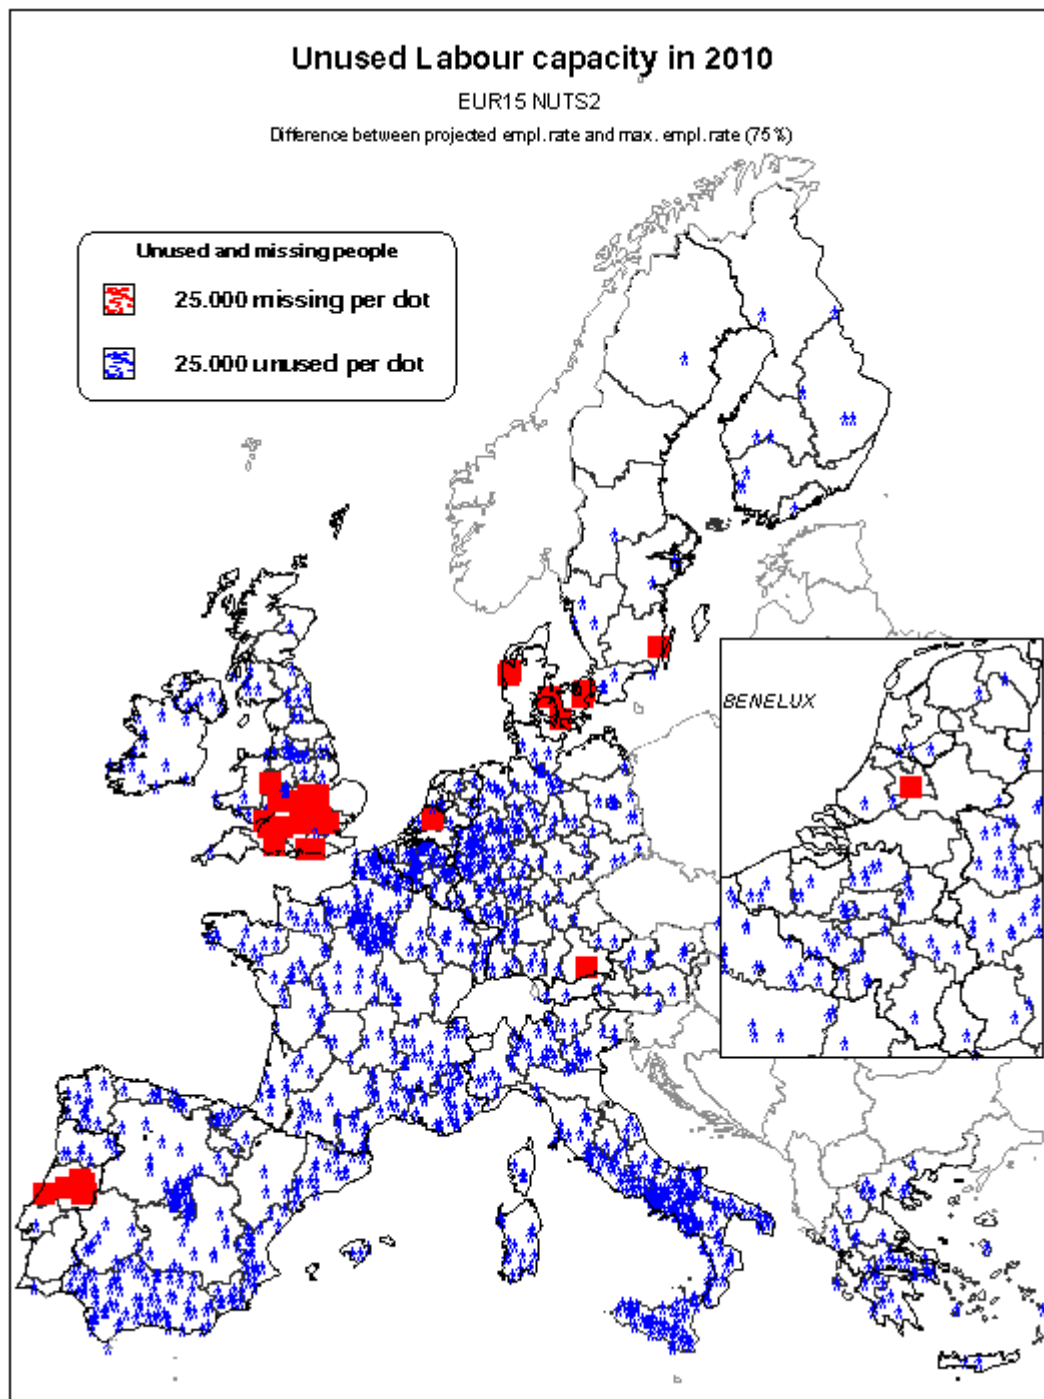 Unused Labour capacity in 2010
EUR15 NUTS2
Difference between projected empl. rate and max. empl. rate (75%)
Unused and missing people
25.000 missing per dot
25.000 unused per dot
BENELUX